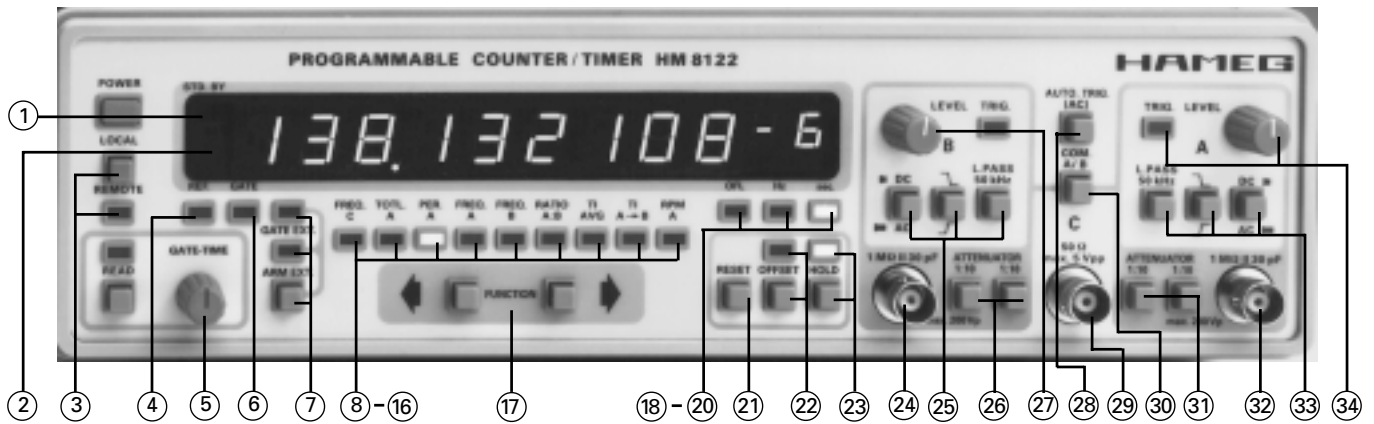 PROGRAMMABLE COUNTER/TIMER HM 8122
HAMEG
POWER
STD. BY
138.132 108 - 6
LOCAL
REMOTE
REF. GATE
GATE EXT.
ARM EXT.
GATE-TIME
READ
FREQ. C
TOTL. A
PER. A
FREQ. A
FREQ. B
RATIO A:B
TI AVG
TI A→B
RPM A
OFL Hz sec
FUNCTION
RESET OFFSET HOLD
LEVEL TRIG.
B
DC
AC
L.PASS
50 kHz
1 MΩ II 30 pF
ATTENUATOR
1:10 1:10
AUTO. TRIG.
(AC)
COM.
A/B
C
50 Ω
max. 5 Vpp
TRIG. LEVEL
A
L.PASS
50 kHz
DC
AC
ATTENUATOR
1:10 1:10
1 MΩ II 30 pF
1
2 3 4 5 6 7 8 - 16 17 18 - 20 21 22 23 24 25 26 27 28 29 30 31 32 33 34